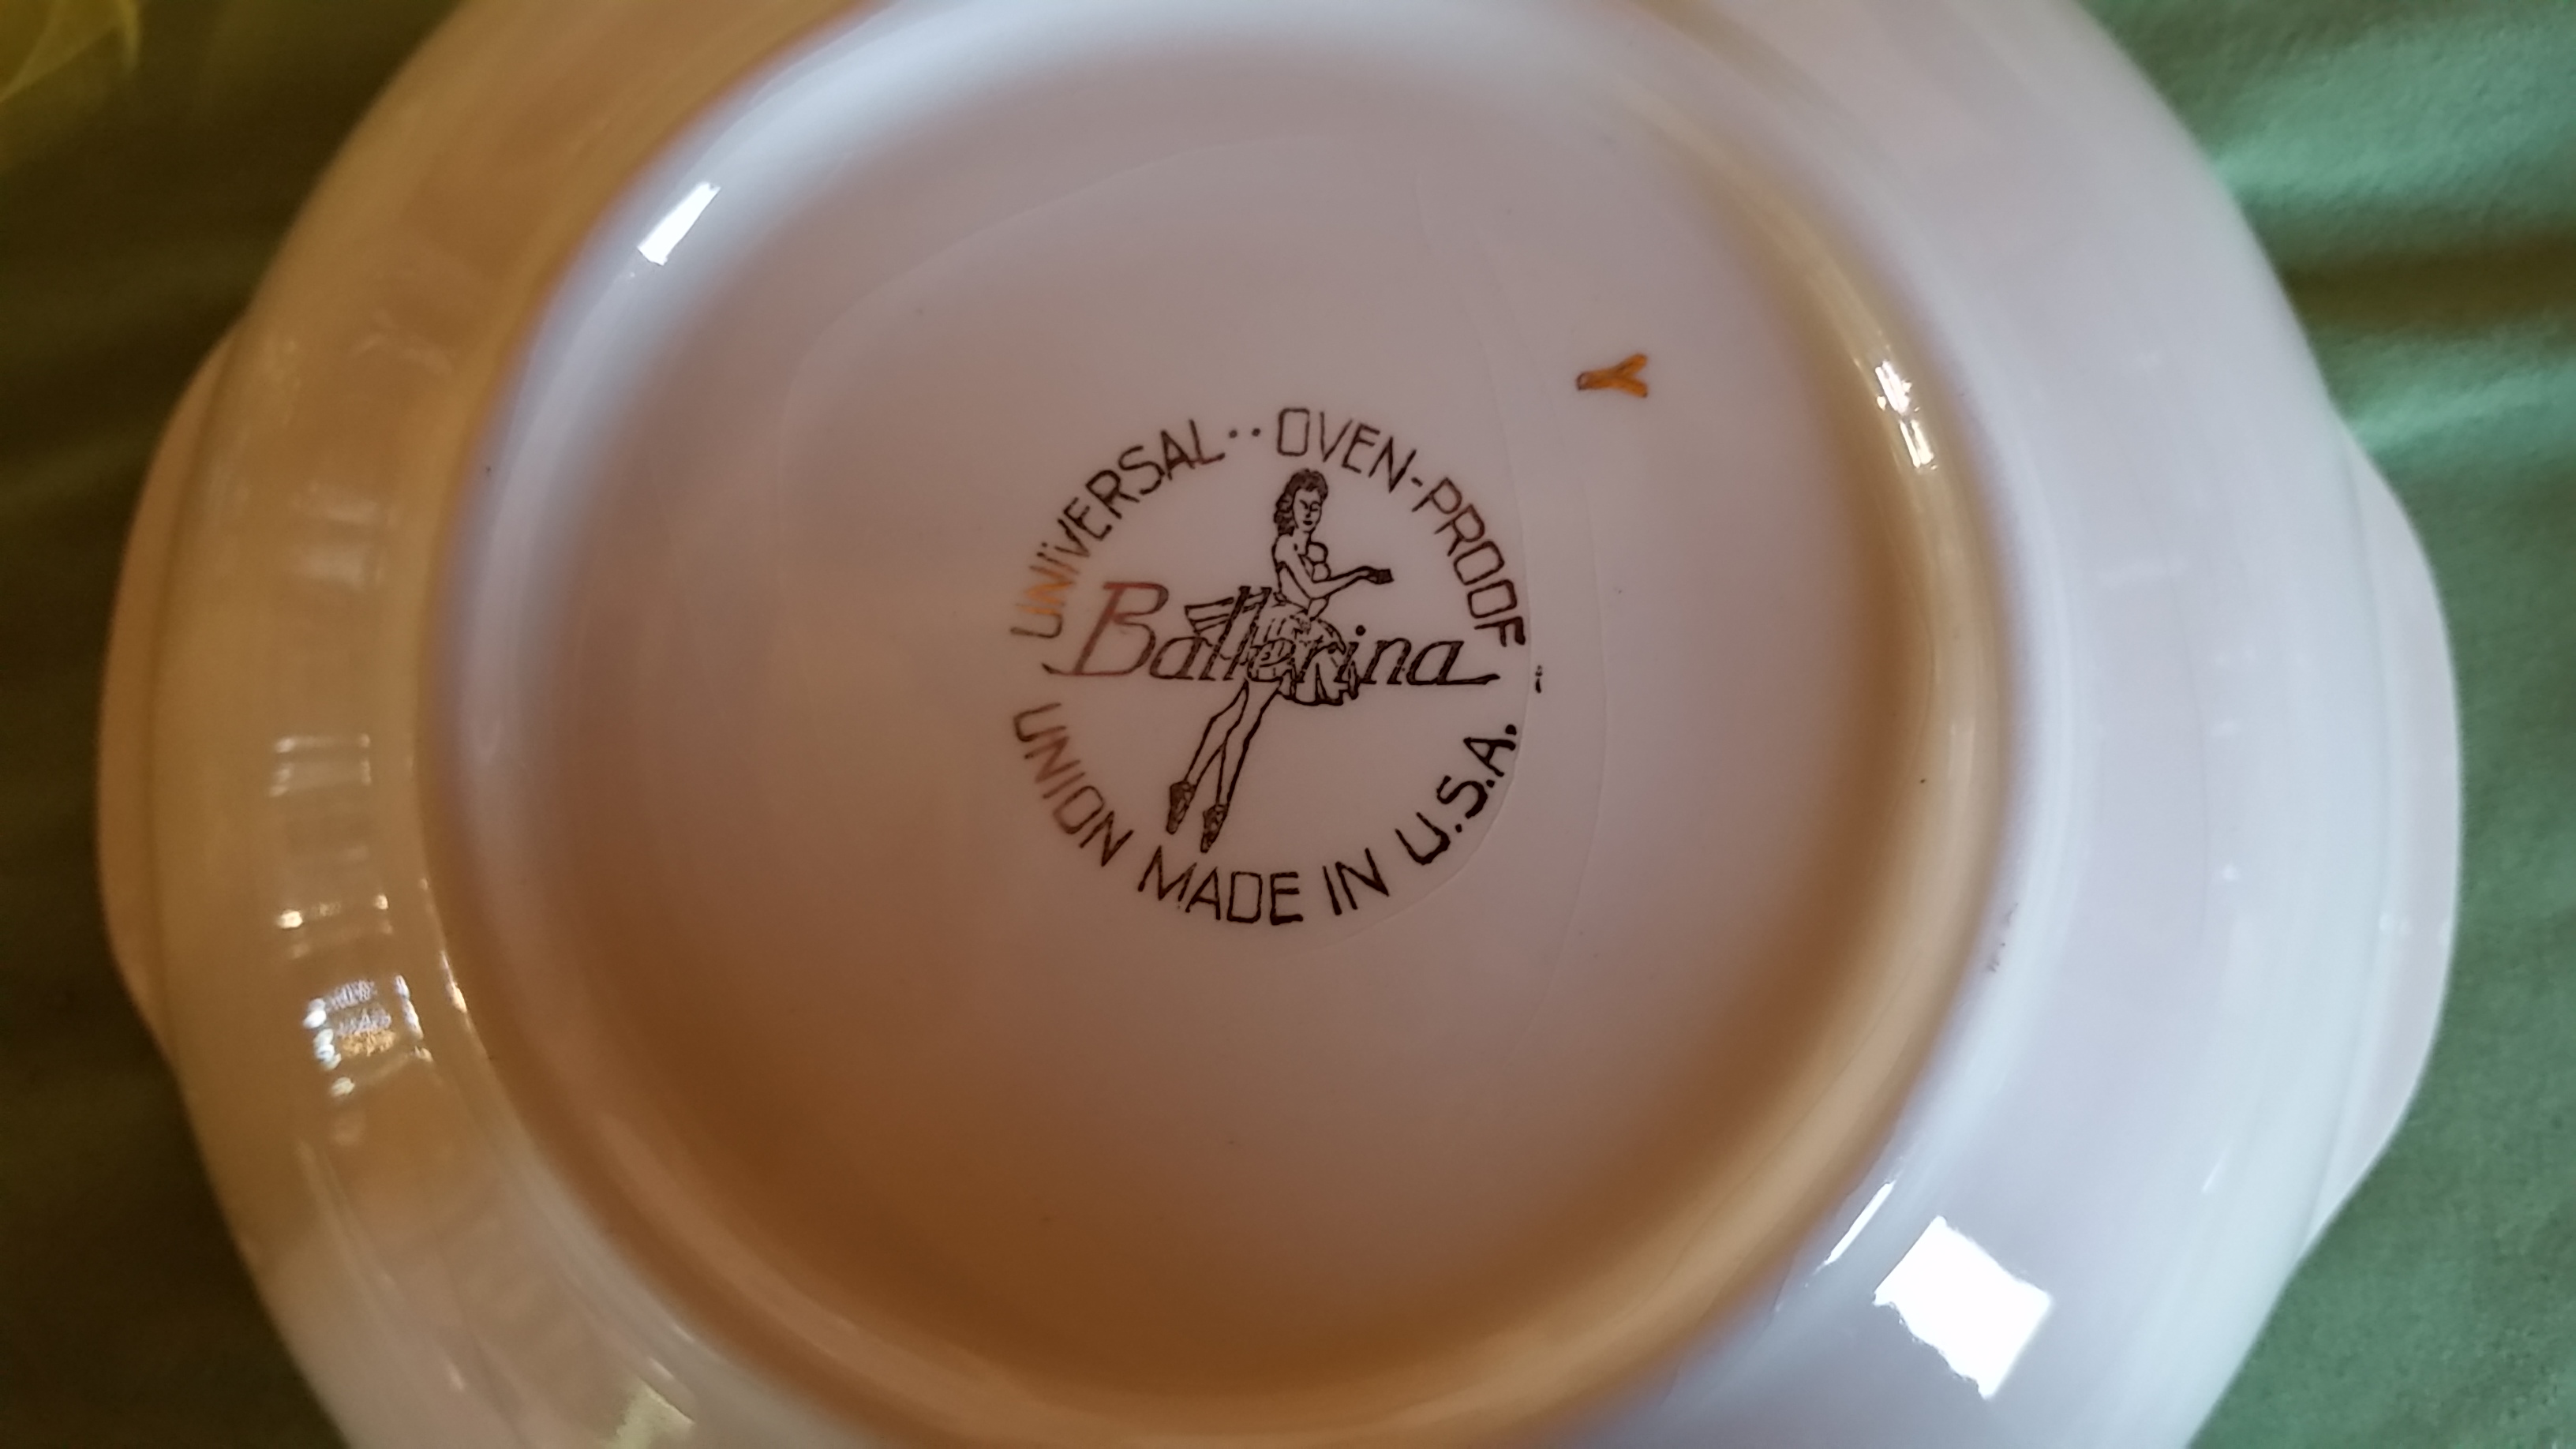 UNIVERSAL·· OVEN-PROOF
Ballerina
UNION MADE IN U.S.A.
Y